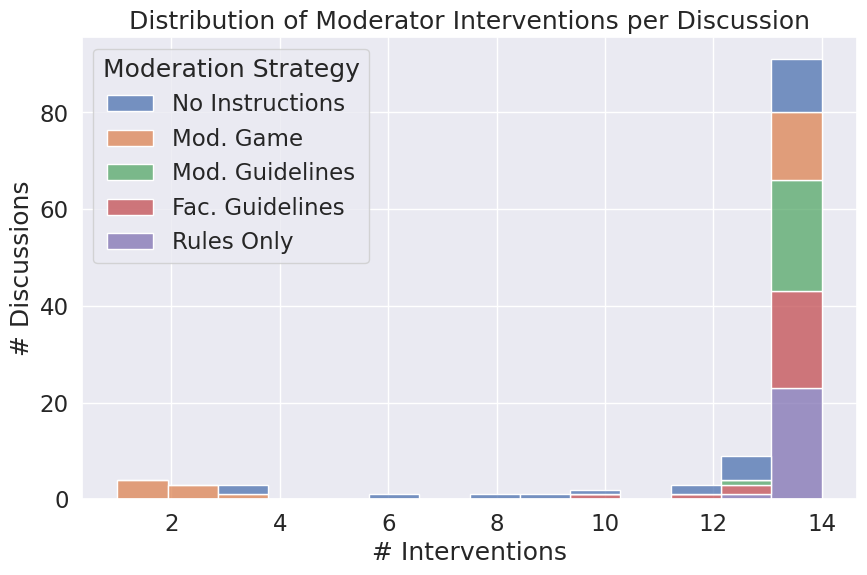 Distribution of Moderator Interventions per Discussion
Moderation Strategy
No Instructions
Mod. Game
Mod. Guidelines
Fac. Guidelines
Rules Only
# Discussions
80
60
40
20
0
2 4 6 8 10 12 14
# Interventions